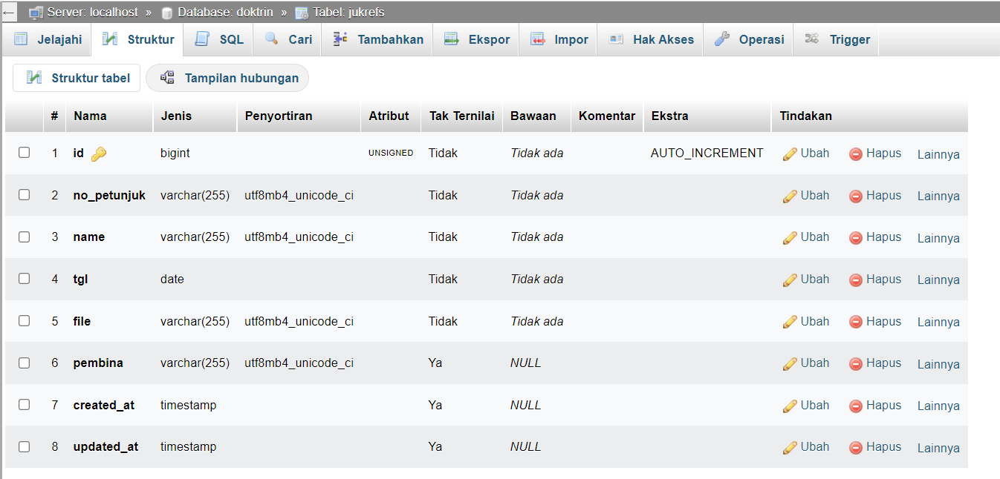 ← Server: localhost » Database: doktrin » Tabel: jukrefs
Jelajahi Struktur SQL Cari Tambahkan Ekspor Impor Hak Akses Operasi Trigger
Struktur tabel Tampilan hubungan
# Nama Jenis Penyortiran Atribut Tak Ternilai Bawaan Komentar Ekstra Tindakan
1 id bigint UNSIGNED Tidak Tidak ada AUTO_INCREMENT Ubah Hapus Lainnya
2 no_petunjuk varchar(255) utf8mb4_unicode_ci Tidak Tidak ada Ubah Hapus Lainnya
3 name varchar(255) utf8mb4_unicode_ci Tidak Tidak ada Ubah Hapus Lainnya
4 tgl date Tidak Tidak ada Ubah Hapus Lainnya
5 file varchar(255) utf8mb4_unicode_ci Tidak Tidak ada Ubah Hapus Lainnya
6 pembina varchar(255) utf8mb4_unicode_ci Ya NULL Ubah Hapus Lainnya
7 created_at timestamp Ya NULL Ubah Hapus Lainnya
8 updated_at timestamp Ya NULL Ubah Hapus Lainnya